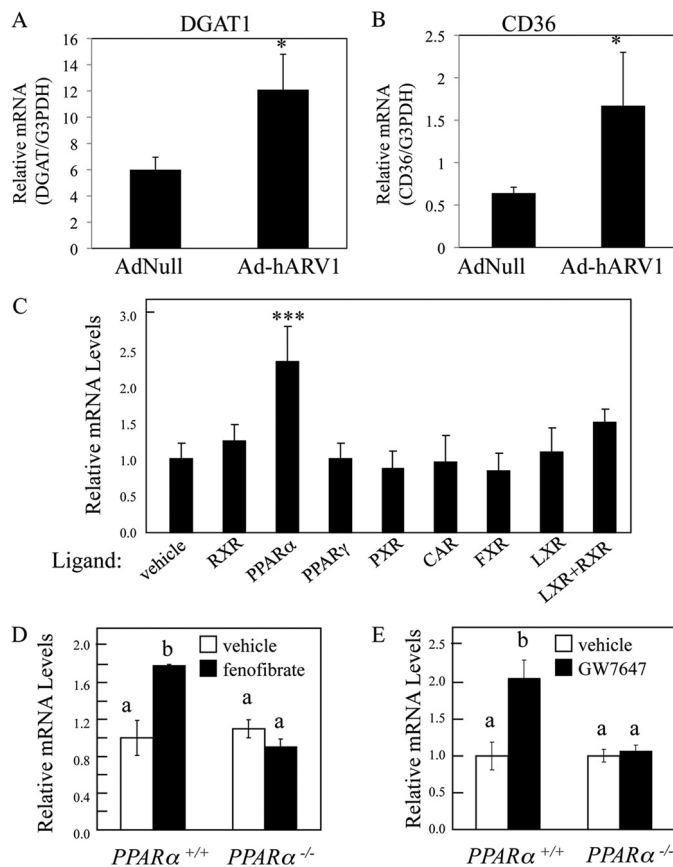 A
DGAT1
Relative mRNA
(DGAT/G3PDH)
16
14
12
10
8
6
4
2
0
*
AdNull
Ad-hARV1
B
CD36
Relative mRNA
(CD36/G3PDH)
2.5
2
1.5
1
0.5
0
*
AdNull
Ad-hARV1
C
Relative mRNA Levels
3.0
2.5
2.0
1.0
1.0
0.5
0.0
***
Ligand:
vehicle
RXR
PPARα
PPARγ
PXR
CAR
FXR
LXR
LXR+RXR
D
Relative mRNA Levels
2.0
1.8
1.2
0.8
0.4
0.0
vehicle
fenofibrate
a
b
a
a
PPARα +/+
PPARα -/-
E
Relative mRNA Levels
2.5
2.0
1.5
1.0
0.5
0.0
vehicle
GW7647
a
b
a
a
PPARα +/+
PPARα -/-